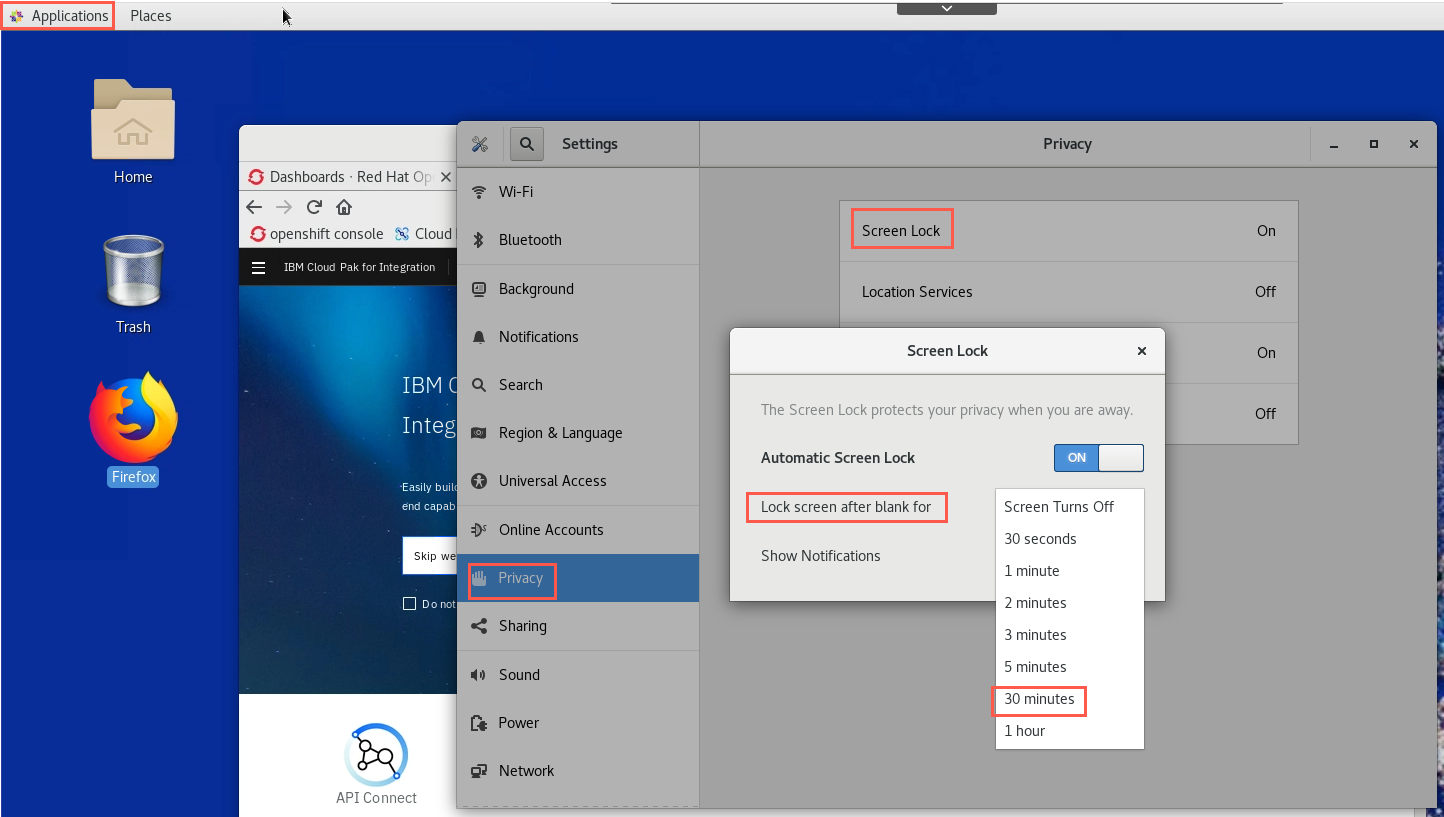 Applications Places
Home
Trash
Firefox
Dashboards · Red Hat Op
openshift console Cloud
IBM Cloud Pak for Integration
IBM C
Integ
Easily build
end capab
Skip we
Do not
API Connect
Settings
Privacy
Wi-Fi
Bluetooth
Background
Notifications
Search
Region & Language
Universal Access
Online Accounts
Privacy
Sharing
Sound
Power
Network
Screen Lock On
Location Services Off
On
Off
Screen Lock
The Screen Lock protects your privacy when you are away.
Automatic Screen Lock ON
Lock screen after blank for
Show Notifications
Screen Turns Off
30 seconds
1 minute
2 minutes
3 minutes
5 minutes
30 minutes
1 hour